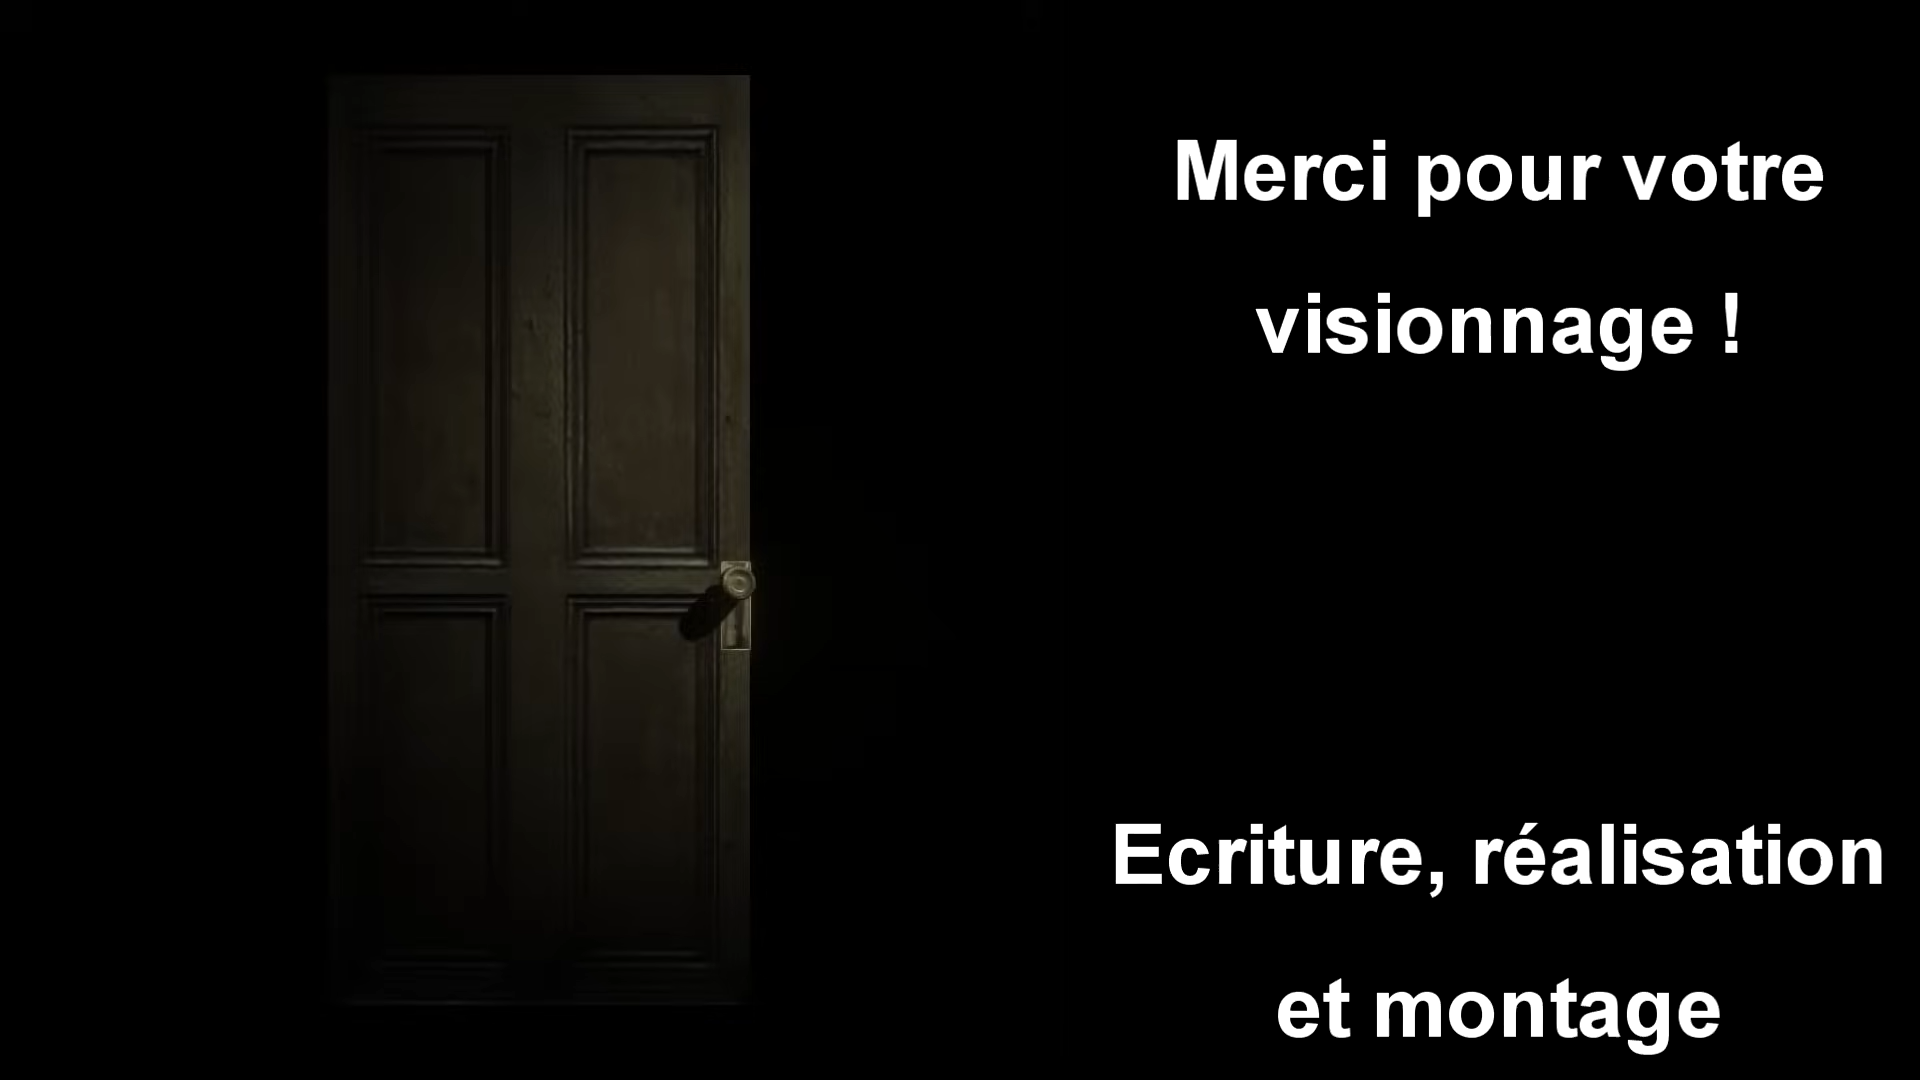 Merci pour votre
visionnage !
Ecriture, réalisation
et montage